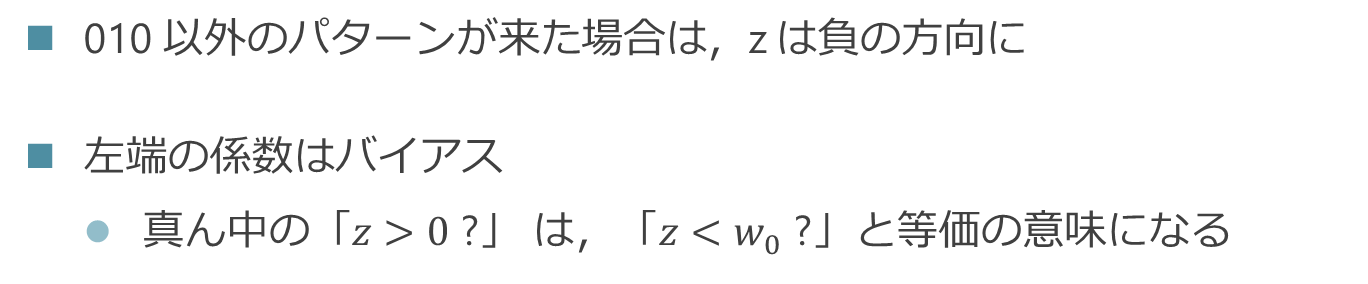 ■ 010 以外のパターンが来た場合は，z は負の方向に
■ 左端の係数はバイアス
● 真ん中の「z > 0 ?」 は，「z < w₀ ?」と等価の意味になる